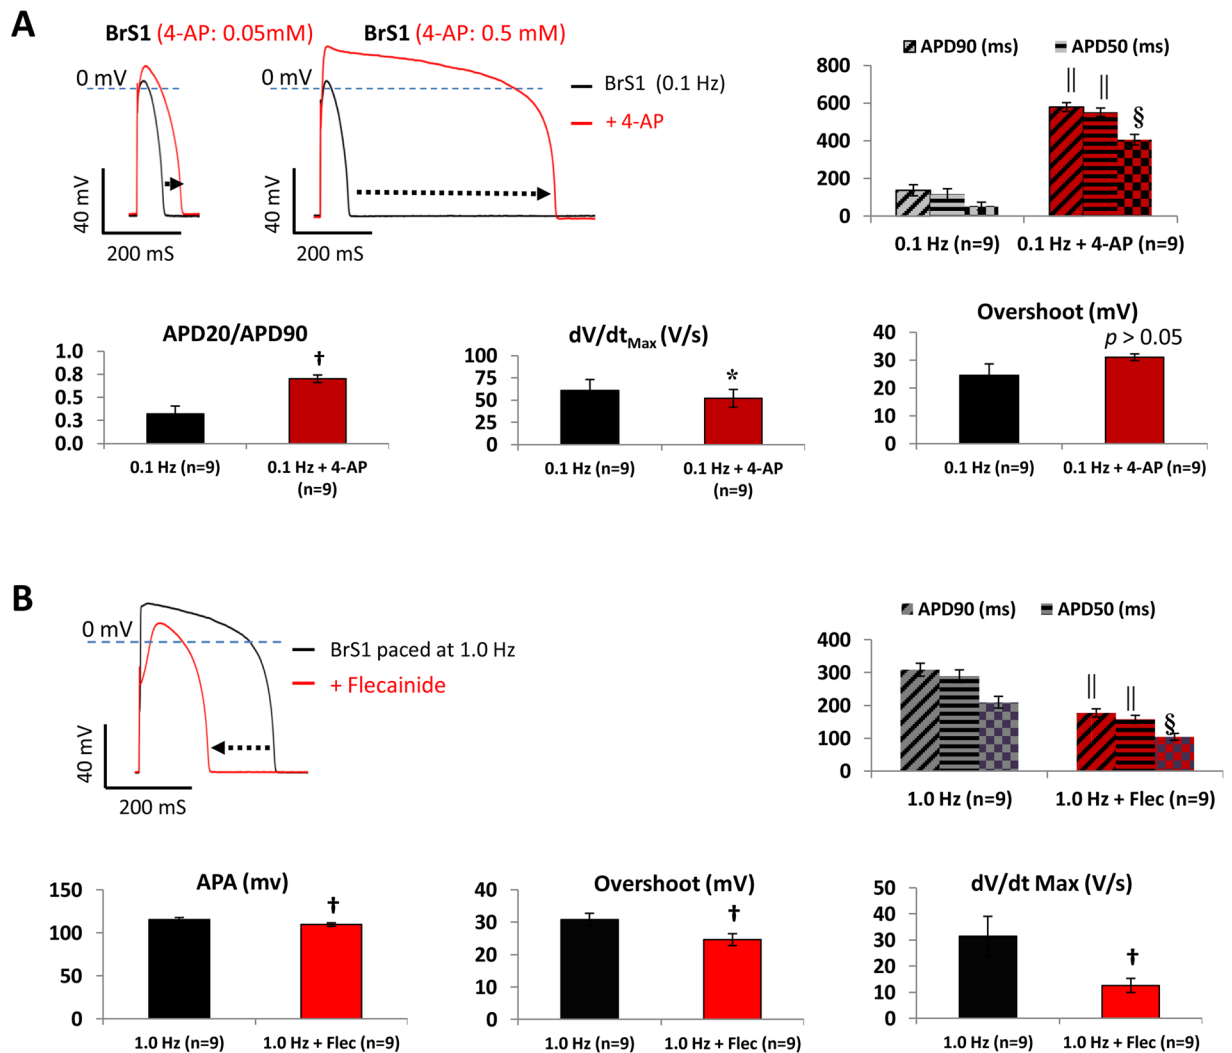 A
BrS1 (4-AP: 0.05mM)
BrS1 (4-AP: 0.5 mM)
0 mV
0 mV
BrS1 (0.1 Hz)
+ 4-AP
40 mV
200 mS
40 mV
200 mS
APD90 (ms)
APD50 (ms)
800
600
400
200
0
||
||
§
0.1 Hz (n=9)
0.1 Hz + 4-AP (n=9)
APD20/APD90
1.0
0.8
0.5
0.3
0.0
†
0.1 Hz (n=9)
0.1 Hz + 4-AP
(n=9)
dV/dtMax (V/s)
100
75
50
25
0
*
0.1 Hz (n=9)
0.1 Hz + 4-AP
(n=9)
Overshoot (mV)
40
30
20
10
0
p > 0.05
0.1 Hz (n=9)
0.1 Hz + 4-AP (n=9)
B
0 mV
BrS1 paced at 1.0 Hz
+ Flecainide
40 mV
200 mS
APD90 (ms)
APD50 (ms)
400
300
200
100
0
||
||
§
1.0 Hz (n=9)
1.0 Hz + Flec (n=9)
APA (mv)
150
100
50
0
†
1.0 Hz (n=9)
1.0 Hz + Flec (n=9)
Overshoot (mV)
40
30
20
10
0
†
1.0 Hz (n=9)
1.0 Hz + Flec (n=9)
dV/dt Max (V/s)
50
40
30
20
10
0
†
1.0 Hz (n=9)
1.0 Hz + Flec (n=9)